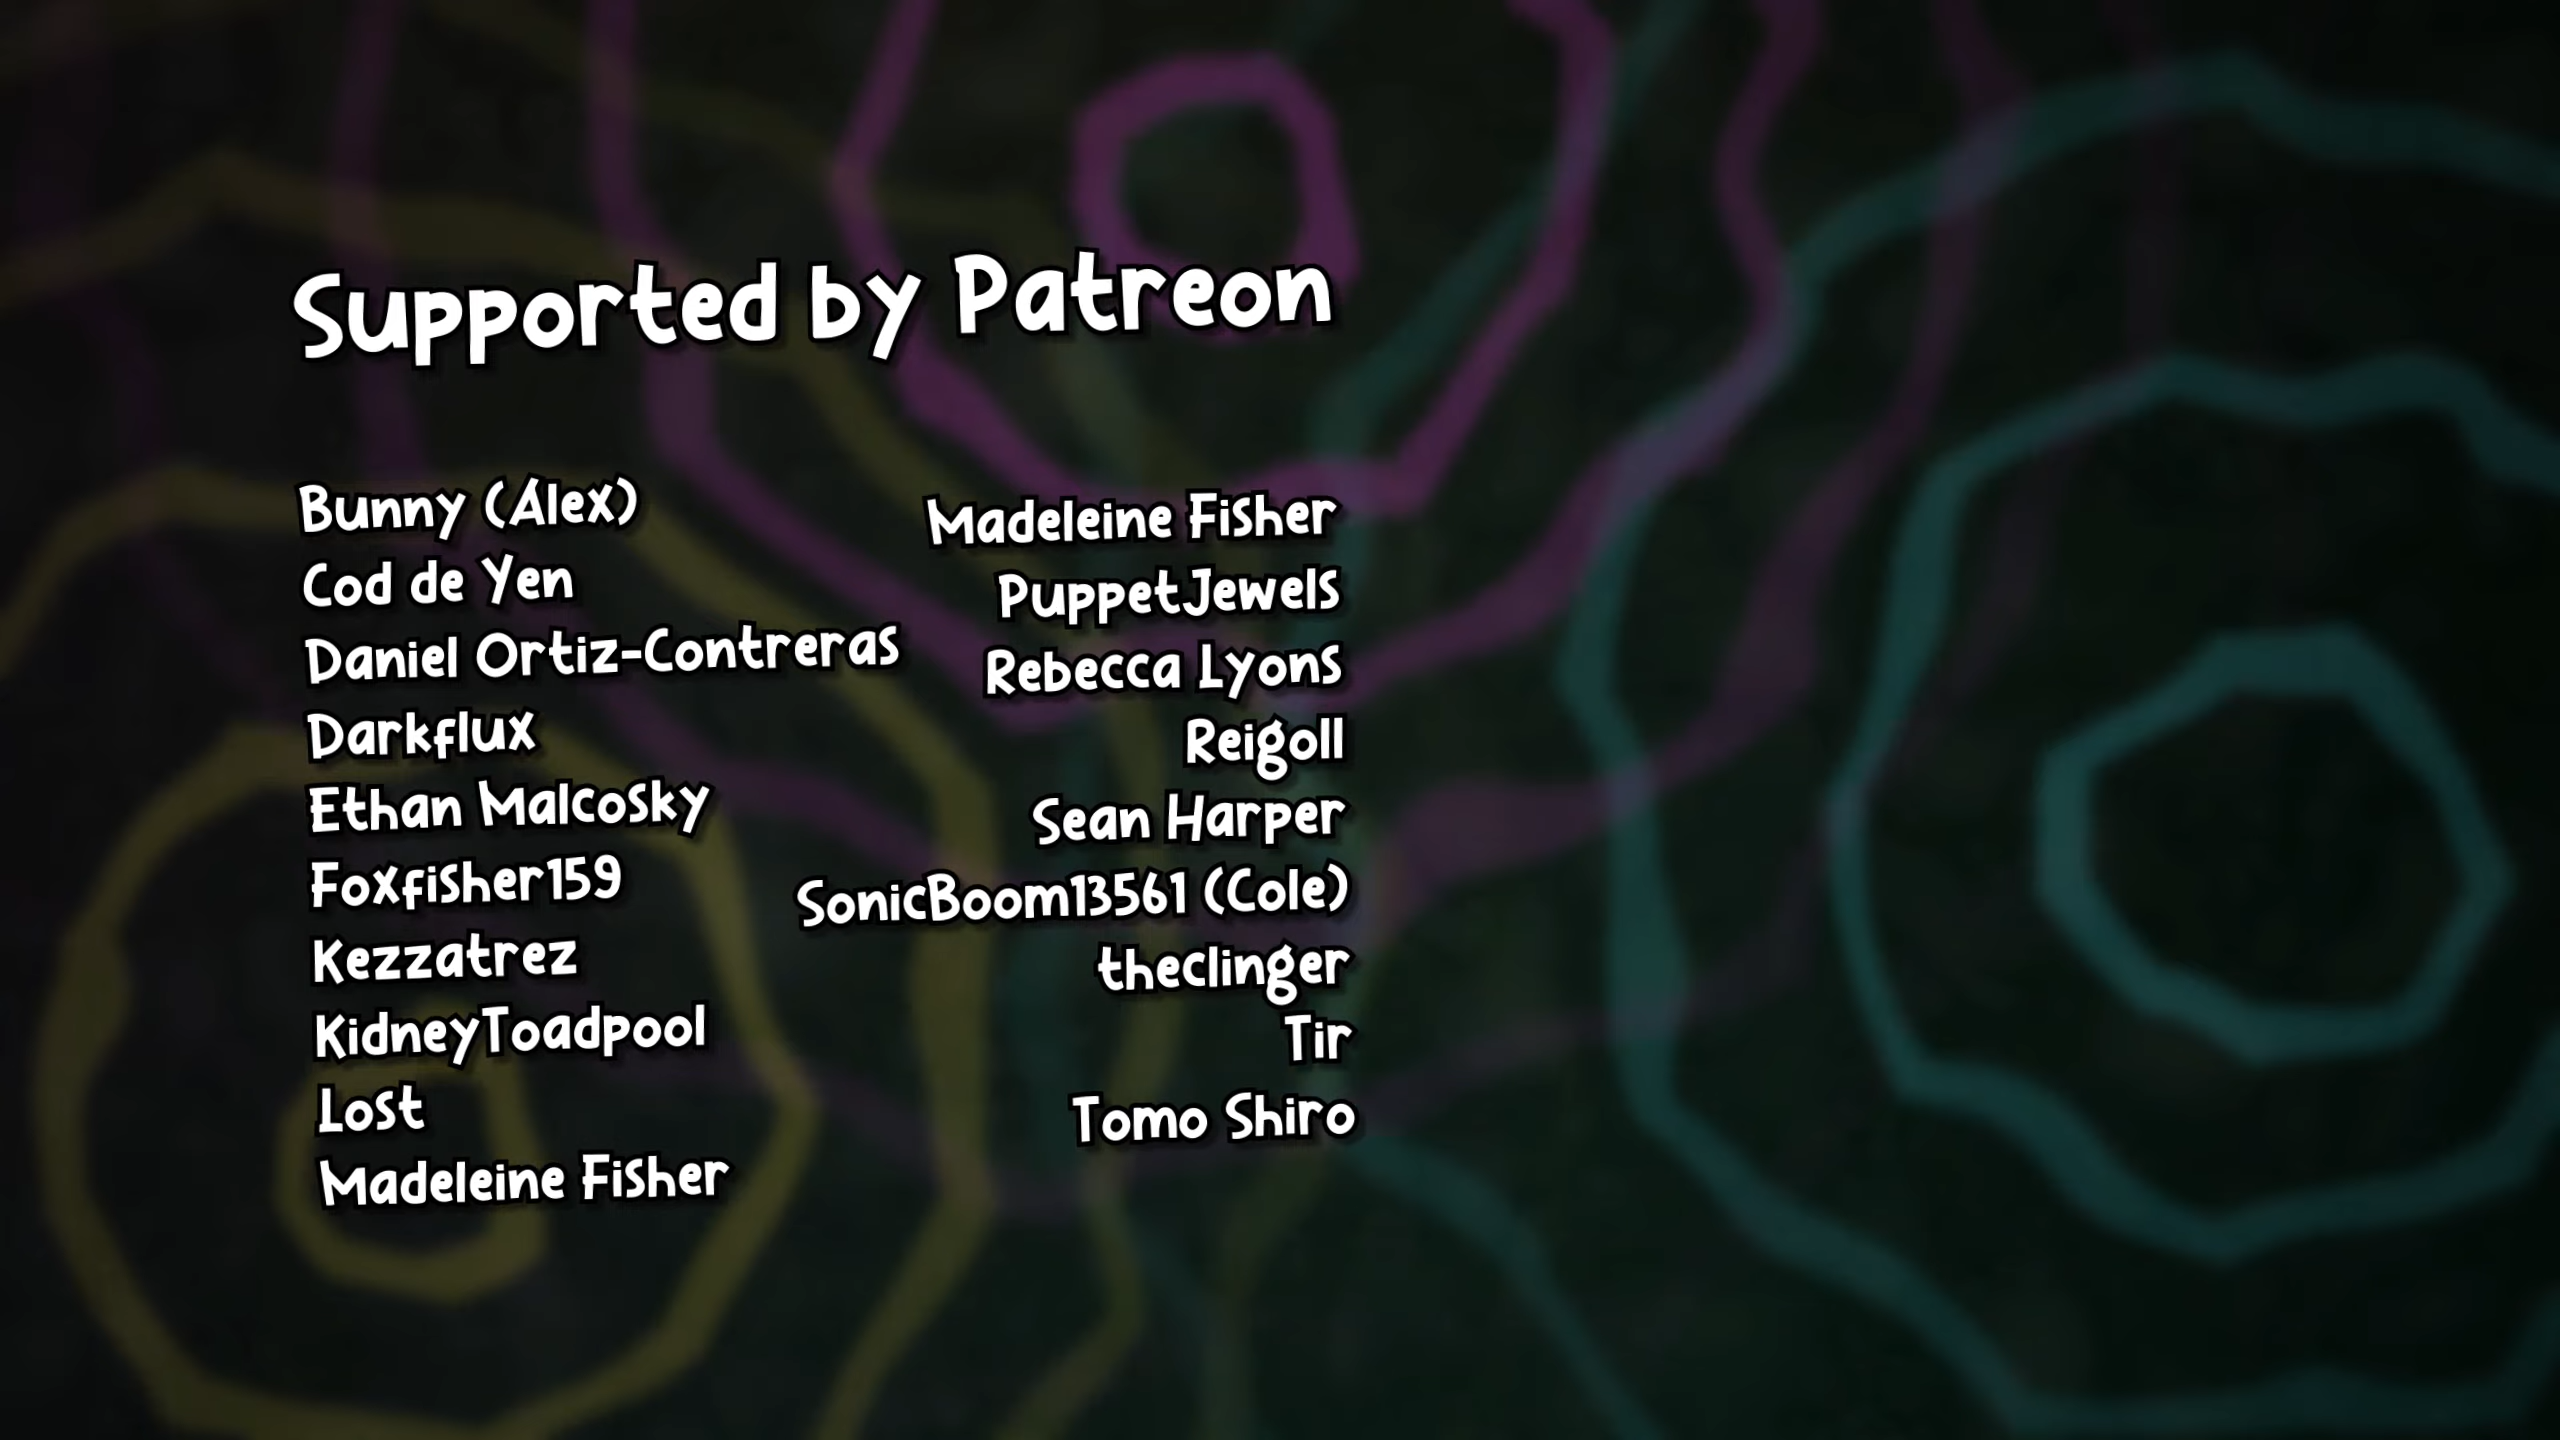 Supported by Patreon
Bunny (Alex)
Cod de Yen
Daniel Ortiz-Contreras
Darkflux
Ethan Malcosky
Foxfisher159
Kezzatrez
KidneyToadpool
Lost
Madeleine Fisher
Madeleine Fisher
PuppetJewels
Rebecca Lyons
Reigoll
Sean Harper
SonicBoom13561 (Cole)
theclinger
Tir
Tomo Shiro